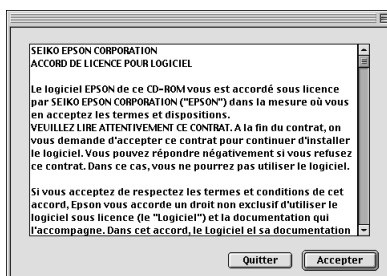 SEIKO EPSON CORPORATION
ACCORD DE LICENCE POUR LOGICIEL
Le logiciel EPSON de ce CD-ROM vous est accordé sous licence
par SEIKO EPSON CORPORATION ("EPSON") dans la mesure où vous
en acceptez les termes et dispositions.
VEUILLEZ LIRE ATTENTIVEMENT CE CONTRAT. A la fin du contrat, on
vous demande d'accepter ce contrat pour continuer d'installer
le logiciel. Vous pouvez répondre négativement si vous refusez
ce contrat. Dans ce cas, vous ne pourrez pas utiliser le logiciel.
Si vous acceptez de respectez les termes et conditions de cet
accord, Epson vous accorde un droit non exclusif d'utiliser le
logiciel sous licence (le "Logiciel") et la documentation qui
l'accompagne. Dans cet accord, le Logiciel el sa documentation
Quitter Accepter